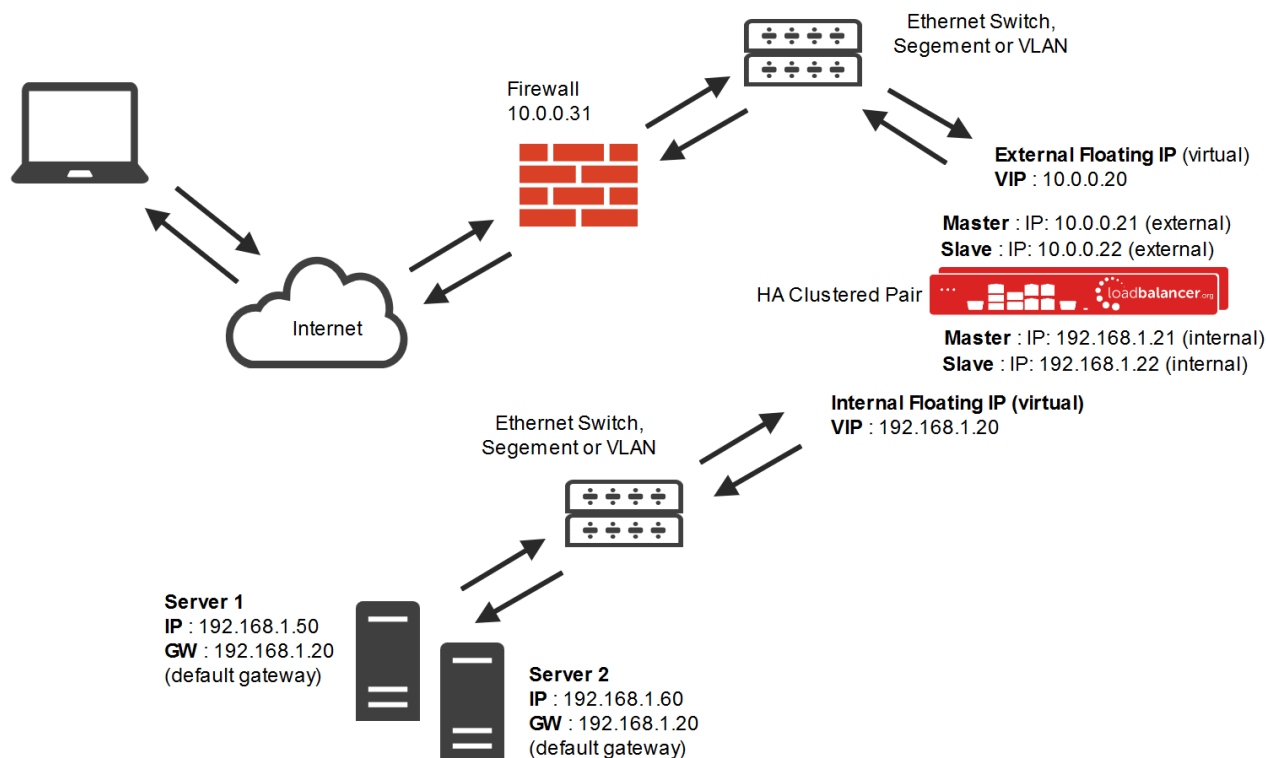 Ethernet Switch,
Segement or VLAN
Firewall
10.0.0.31
External Floating IP (virtual)
VIP : 10.0.0.20
Master : IP: 10.0.0.21 (external)
Slave : IP: 10.0.0.22 (external)
HA Clustered Pair
loadbalancer.org
Internet
Master : IP: 192.168.1.21 (internal)
Slave : IP: 192.168.1.22 (internal)
Internal Floating IP (virtual)
VIP : 192.168.1.20
Ethernet Switch,
Segement or VLAN
Server 1
IP : 192.168.1.50
GW : 192.168.1.20
(default gateway)
Server 2
IP : 192.168.1.60
GW : 192.168.1.20
(default gateway)